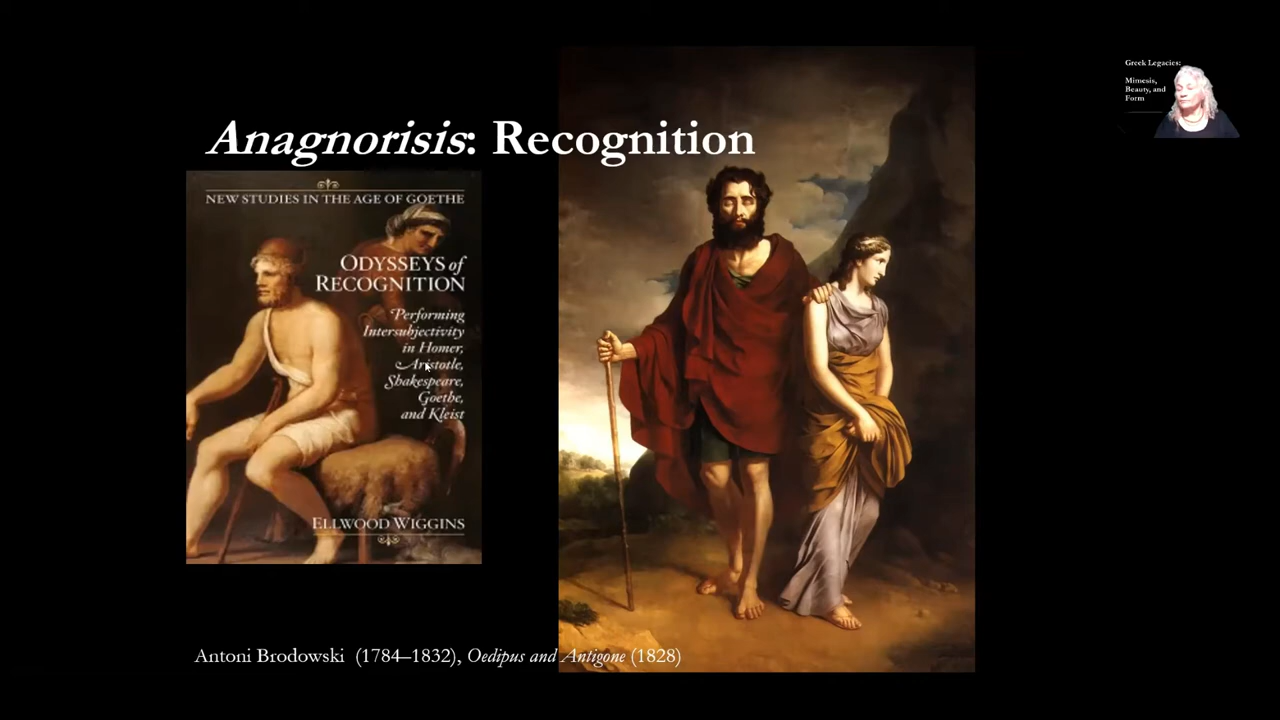 Greek Legacies:
Mimesis,
Beauty, and
Form
Anagnorisis: Recognition
NEW STUDIES IN THE AGE OF GOETHE
ODYSSEYS of
RECOGNITION
Performing
Intersubjectivity
in Homer,
Aristotle,
Shakespeare,
Goethe,
and Kleist
ELLWOOD WIGGINS
Antoni Brodowski (1784–1832), Oedipus and Antigone (1828)